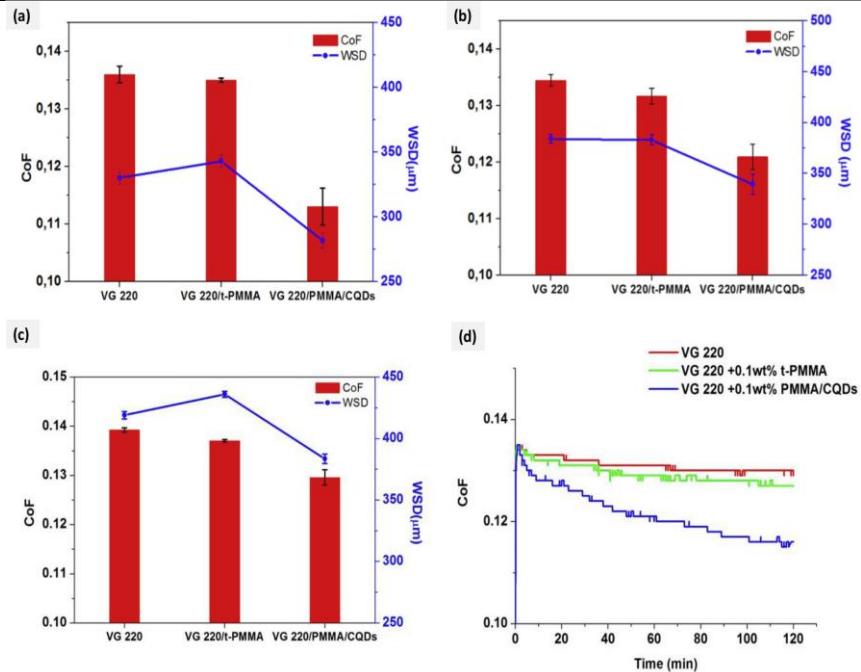 (a)
CoF
WSD
0,14
0,13
0,12
0,11
0,10
CoF
450
400
350
300
250
WSD(μm)
VG 220
VG 220/t-PMMA
VG 220/PMMA/CQDs
(b)
CoF
WSD
0,14
0,13
0,12
0,11
0,10
CoF
500
450
400
350
300
250
WSD(μm)
VG 220
VG 220/t-PMMA
VG 220/PMMA/CQDs
(c)
CoF
WSD
0.15
0.14
0.13
0.12
0.11
0.10
CoF
450
400
350
300
250
WSD(μm)
VG 220
VG 220/t-PMMA
VG 220/PMMA/CQDs
(d)
VG 220
VG 220 +0.1wt% t-PMMA
VG 220 +0.1wt% PMMA/CQDs
0.14
0.12
0.10
CoF
0
20
40
60
80
100
120
Time (min)